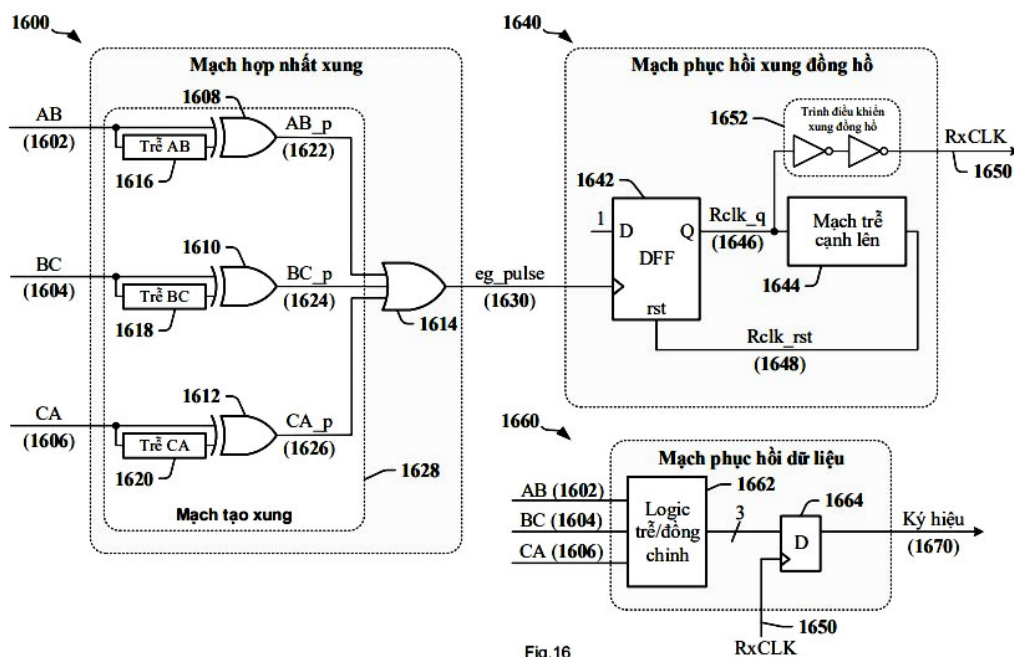 1600
Mạch hợp nhất xung
AB
(1602)
Trễ AB
1616
1608
AB_p
(1622)
BC
(1604)
Trễ BC
1618
1610
BC_p
(1624)
CA
(1606)
Trễ CA
1620
1612
CA_p
(1626)
1614
Mạch tạo xung
1628
eg_pulse
(1630)
1640
Mạch phục hồi xung đồng hồ
1652
Trình điều khiển
xung đồng hồ
RxCLK
1650
1642
1
D
Q
DFF
rst
Rclk_q
(1646)
Mạch trễ
cạnh lên
1644
Rclk_rst
(1648)
1660
Mạch phục hồi dữ liệu
AB (1602)
BC (1604)
CA (1606)
1662
Logic
trễ/đồng
chỉnh
3
1664
D
Ký hiệu
(1670)
1650
RxCLK
Fig.16